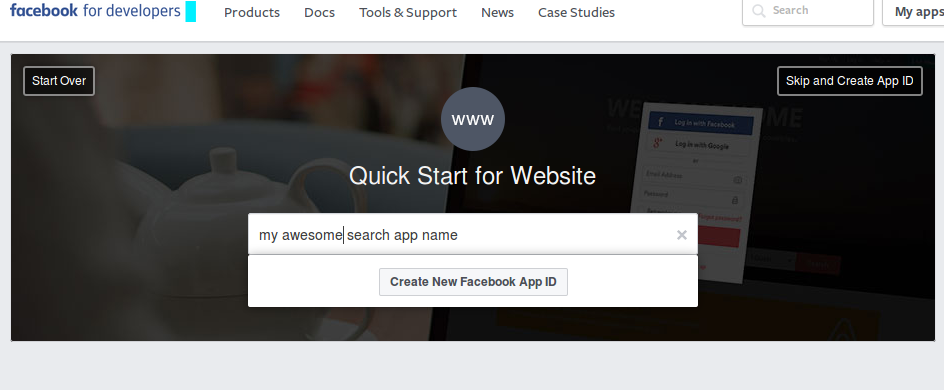 facebook for developers Products Docs Tools & Support News Case Studies Search My apps
Start Over Skip and Create App ID
www
Log in with Facebook
Log in with Google
or
Email Address
Password
Quick Start for Website
my awesome search app name ×
Create New Facebook App ID